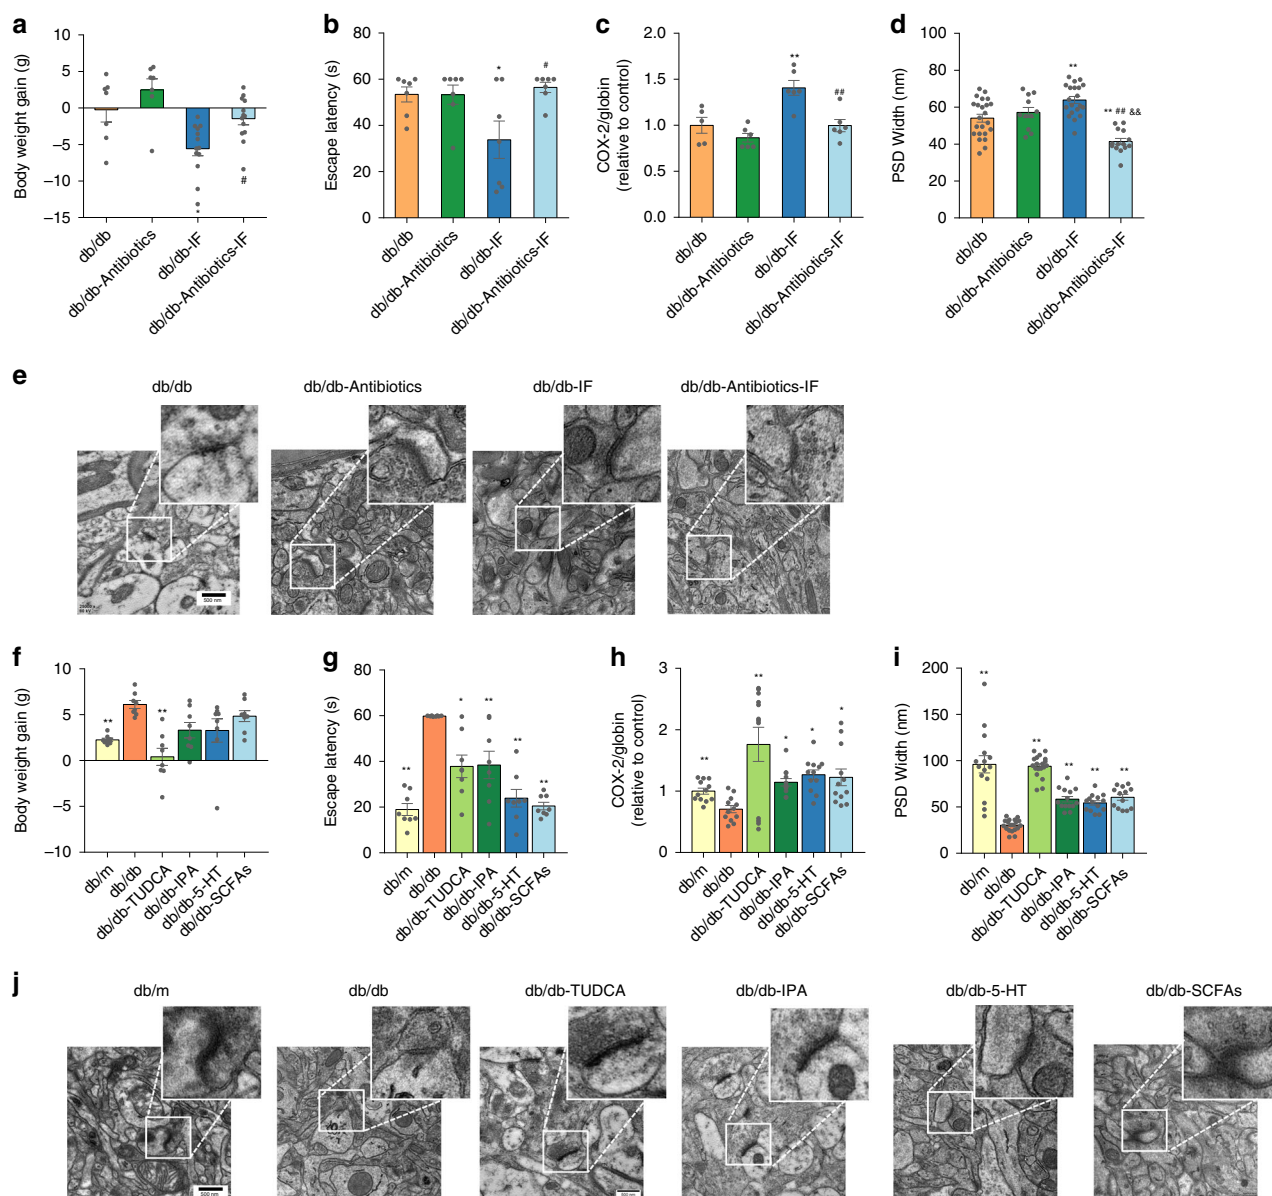 a
Body weight gain (g)
10
5
0
−5
−10
−15
*
#
db/db
db/db-Antibiotics
db/db-IF
db/db-Antibiotics-IF
b
Escape latency (s)
80
60
40
20
0
*
#
db/db
db/db-Antibiotics
db/db-IF
db/db-Antibiotics-IF
c
COX-2/globin
(relative to control)
2.0
1.5
1.0
0.5
0.0
**
##
db/db
db/db-Antibiotics
db/db-IF
db/db-Antibiotics-IF
d
PSD Width (nm)
100
80
60
40
20
0
**
** ## &&
db/db
db/db-Antibiotics
db/db-IF
db/db-Antibiotics-IF
e
db/db
db/db-Antibiotics
db/db-IF
db/db-Antibiotics-IF
500 nm
f
Body weight gain (g)
10
5
0
−5
−10
**
**
db/m
db/db
db/db-TUDCA
db/db-IPA
db/db-5-HT
db/db-SCFAs
g
Escape latency (s)
80
60
40
20
0
**
*
**
**
**
db/m
db/db
db/db-TUDCA
db/db-IPA
db/db-5-HT
db/db-SCFAs
h
COX-2/globin
(relative to control)
3
2
1
0
**
**
*
*
*
db/m
db/db
db/db-TUDCA
db/db-IPA
db/db-5-HT
db/db-SCFAs
i
PSD Width (nm)
200
150
100
50
0
**
**
**
**
**
db/m
db/db
db/db-TUDCA
db/db-IPA
db/db-5-HT
db/db-SCFAs
j
db/m
db/db
db/db-TUDCA
db/db-IPA
db/db-5-HT
db/db-SCFAs
500 nm
500 nm